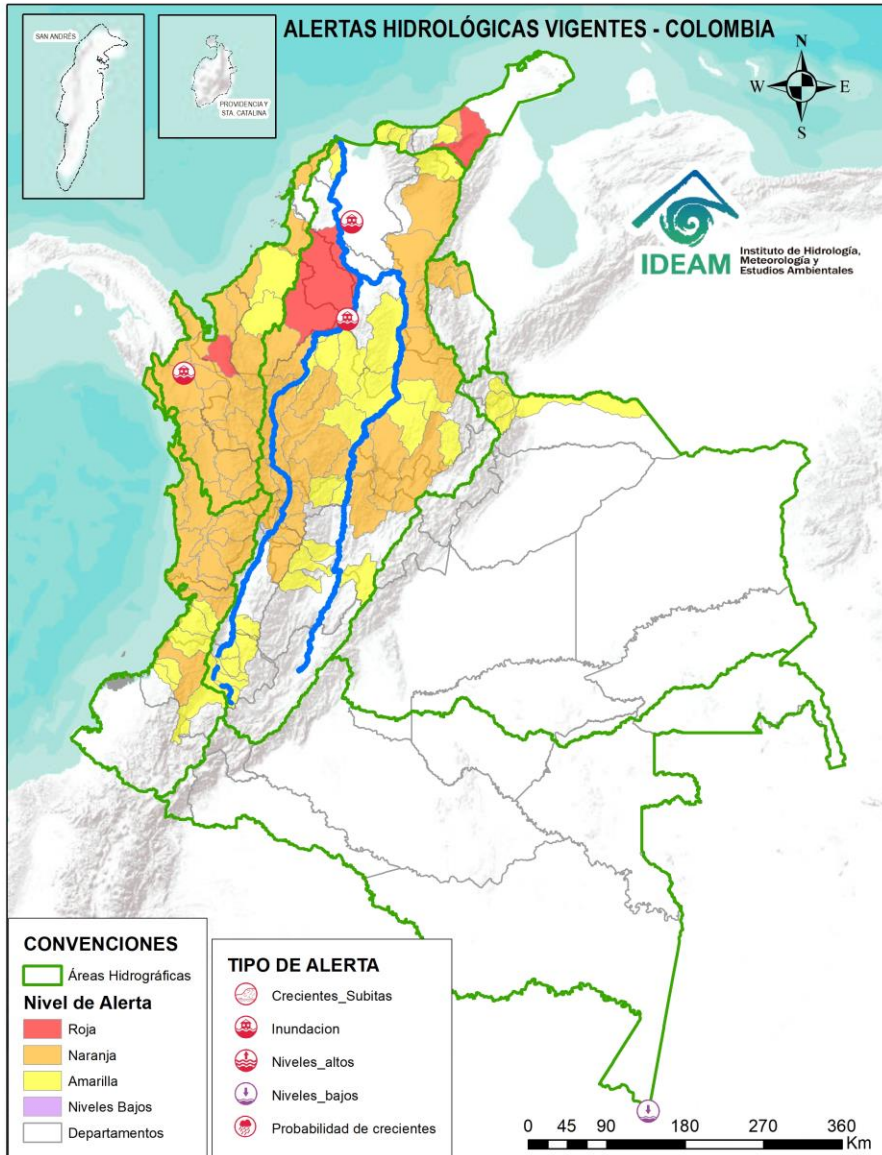 ALERTAS HIDROLÓGICAS VIGENTES - COLOMBIA
SAN ANDRÉS
PROVIDENCIA Y
STA. CATALINA
N
W
E
S
IDEAM
Instituto de Hidrología,
Meteorología y
Estudios Ambientales
CONVENCIONES
Áreas Hidrográficas
Nivel de Alerta
Roja
Naranja
Amarilla
Niveles Bajos
Departamentos
TIPO DE ALERTA
Crecientes_Subitas
Inundacion
Niveles_altos
Niveles_bajos
Probabilidad de crecientes
0 45 90 180 270 360
Km